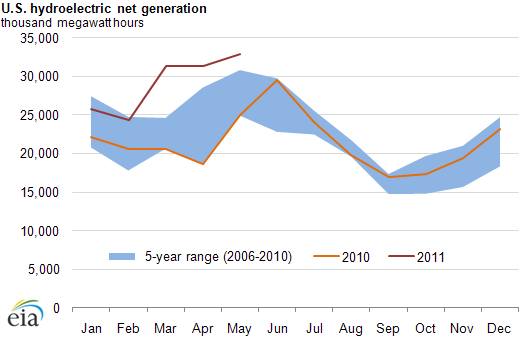 U.S. hydroelectric net generation
thousand megawatthours
35,000
30,000
25,000
20,000
15,000
10,000
5,000
0
5-year range (2006-2010) 2010 2011
Jan Feb Mar Apr May Jun Jul Aug Sep Oct Nov Dec
eia